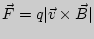 F⃗ = q|v⃗ × B⃗|